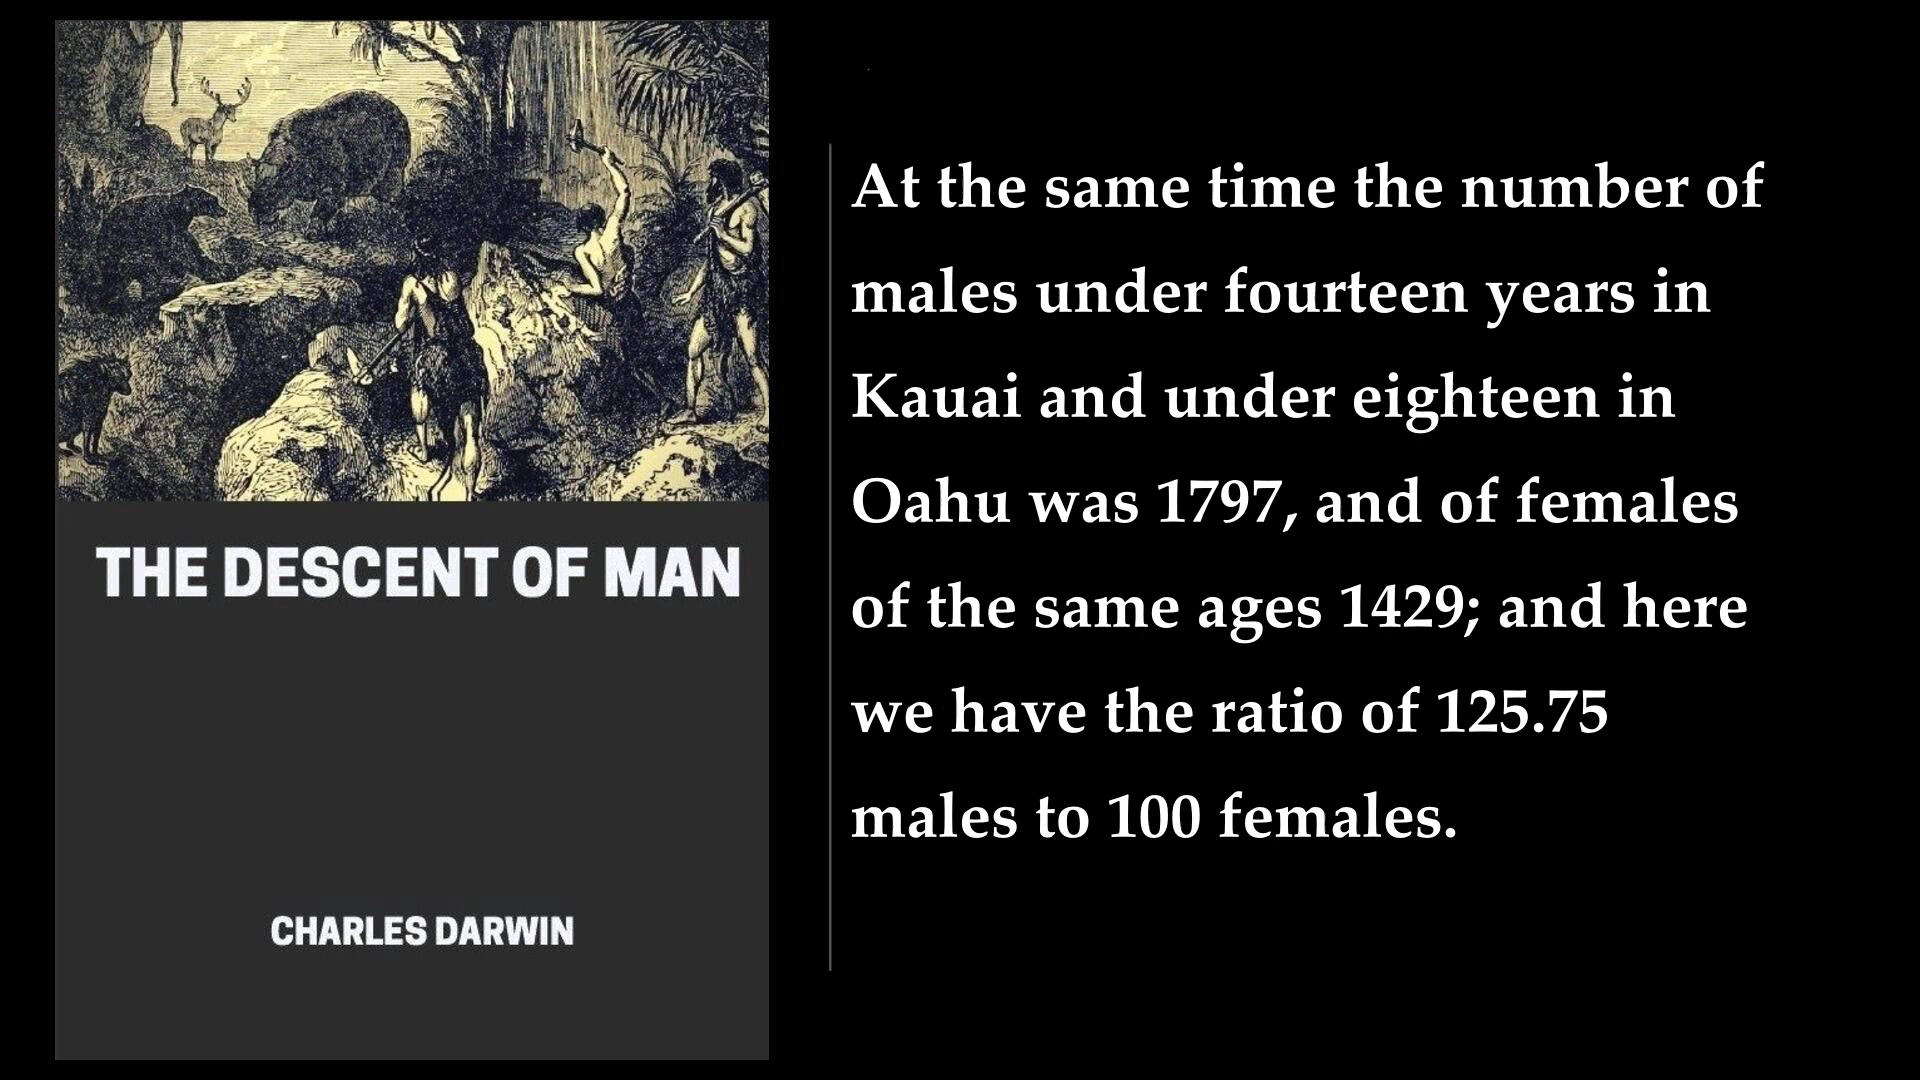 THE DESCENT OF MAN
CHARLES DARWIN
At the same time the number of
males under fourteen years in
Kauai and under eighteen in
Oahu was 1797, and of females
of the same ages 1429; and here
we have the ratio of 125.75
males to 100 females.